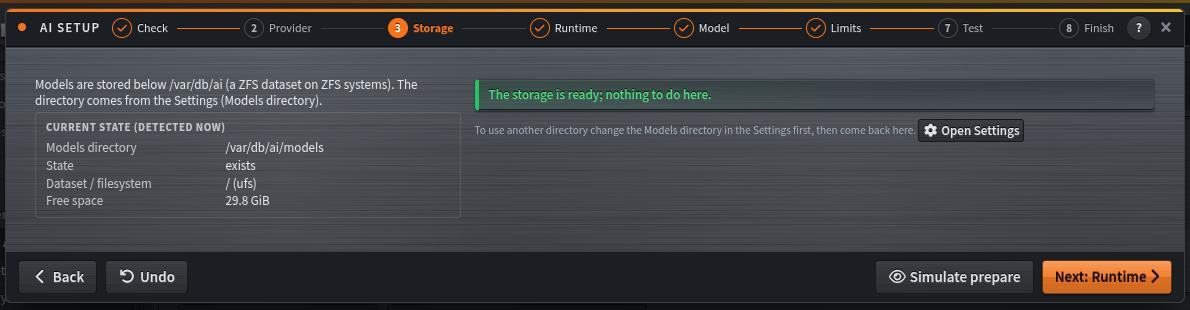 AI SETUP
Check
2 Provider
3 Storage
Runtime
Model
Limits
7 Test
8 Finish
?
Models are stored below /var/db/ai (a ZFS dataset on ZFS systems). The
directory comes from the Settings (Models directory).
CURRENT STATE (DETECTED NOW)
Models directory /var/db/ai/models
State exists
Dataset / filesystem / (ufs)
Free space 29.8 GiB
The storage is ready; nothing to do here.
To use another directory change the Models directory in the Settings first, then come back here. Open Settings
Back
Undo
Simulate prepare
Next: Runtime